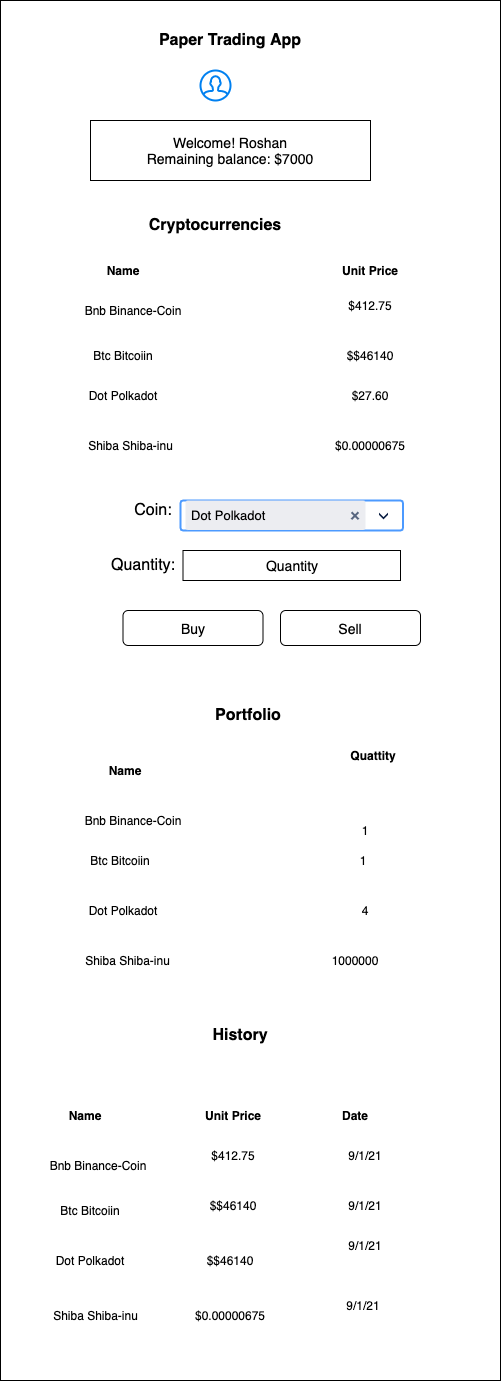 Paper Trading App
Welcome! Roshan
Remaining balance: $7000
Cryptocurrencies
Name Unit Price
Bnb Binance-Coin $412.75
Btc Bitcoiin $$46140
Dot Polkadot $27.60
Shiba Shiba-inu $0.00000675
Coin: Dot Polkadot
Quantity: Quantity
Buy Sell
Portfolio
Name Quattity
Bnb Binance-Coin 1
Btc Bitcoiin 1
Dot Polkadot 4
Shiba Shiba-inu 1000000
History
Name Unit Price Date
Bnb Binance-Coin $412.75 9/1/21
Btc Bitcoiin $$46140 9/1/21
Dot Polkadot $$46140 9/1/21
Shiba Shiba-inu $0.00000675 9/1/21